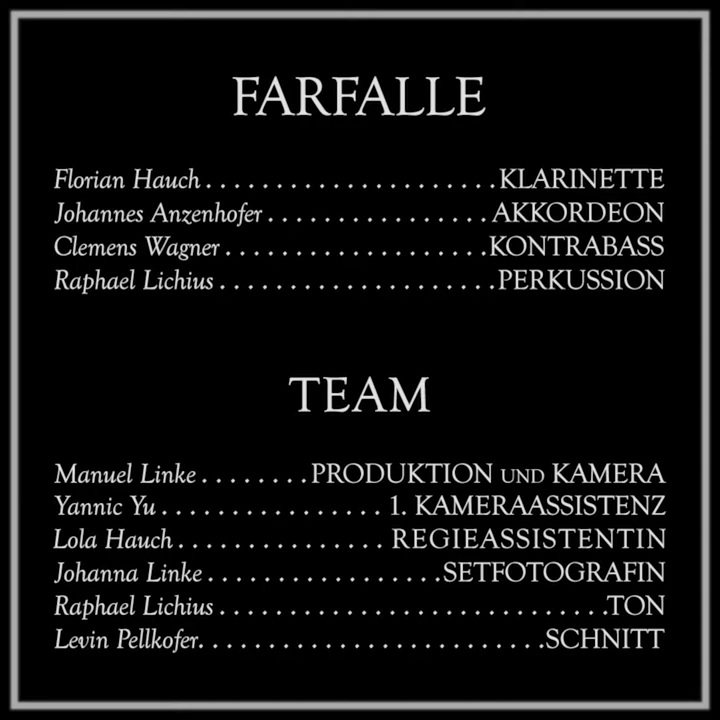 FARFALLE
Florian Hauch . . . . . . . . . . . . . . . . . . . . . KLARINETTE
Johannes Anzenhofer . . . . . . . . . . . . . . . . AKKORDEON
Clemens Wagner . . . . . . . . . . . . . . . . . . . KONTRABASS
Raphael Lichius . . . . . . . . . . . . . . . . . . . . PERKUSSION
TEAM
Manuel Linke . . . . . . . . PRODUKTION UND KAMERA
Yannic Yu . . . . . . . . . . . . . . . . 1. KAMERAASSISTENZ
Lola Hauch . . . . . . . . . . . . . . . REGIEASSISTENTIN
Johanna Linke . . . . . . . . . . . . . . . . . SETFOTOGRAFIN
Raphael Lichius . . . . . . . . . . . . . . . . . . . . . . . . . . . . TON
Levin Pellkofer. . . . . . . . . . . . . . . . . . . . . . . . . SCHNITT